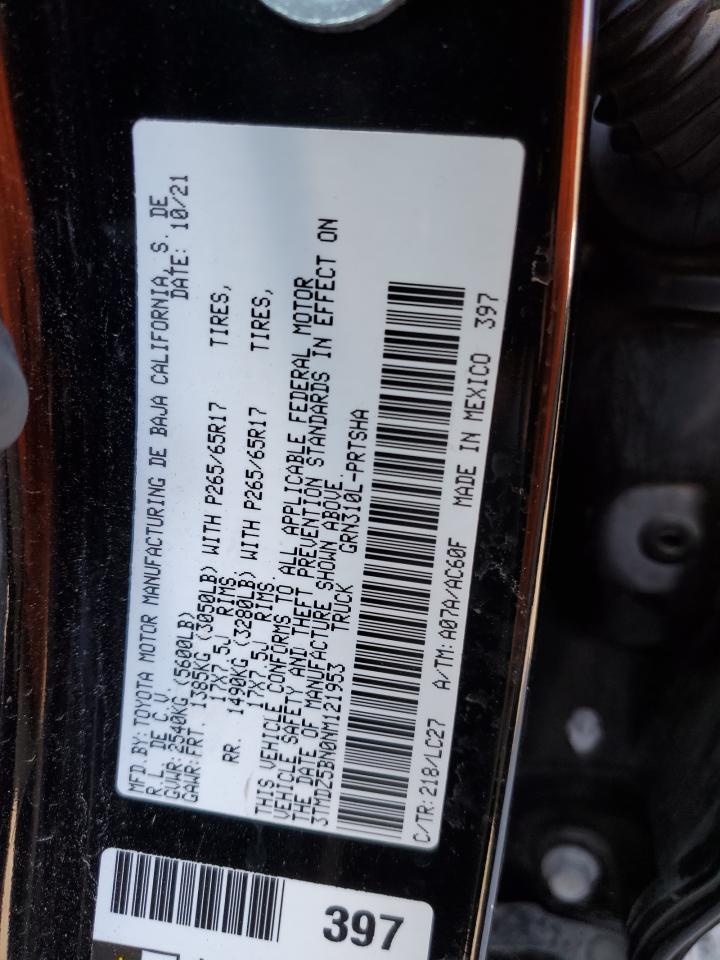 MFD.BY: TOYOTA MOTOR MANUFACTURING DE BAJA CALIFORNIA, S. DE
R L. DE C.V. DATE: 10/21
GVWR: 2540KG (5600LB)
GAWR: FRT. 1385KG (3050LB) WITH P265/65R17 TIRES,
17X7.5J RIMS
RR. 1490KG (3280LB) WITH P265/65R17 TIRES,
17X7.5J RIMS.
THIS VEHICLE CONFORMS TO ALL APPLICABLE FEDERAL MOTOR
VEHICLE SAFETY AND THEFT PREVENTION STANDARDS IN EFFECT ON
THE DATE OF MANUFACTURE SHOWN ABOVE.
3TMDZ5BN0NM121953 TRUCK GRN310L-PRTSHA
C/TR: 218/LC27 A/TM: A07A/AC60F MADE IN MEXICO 397
397